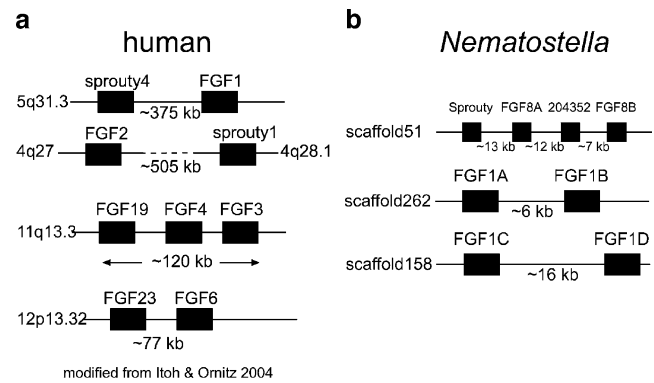 a
human
sprouty4 FGF1
5q31.3
~375 kb
FGF2 sprouty1
4q27 4q28.1
~505 kb
FGF19 FGF4 FGF3
11q13.3
~120 kb
FGF23 FGF6
12p13.32
~77 kb
modified from Itoh & Ornitz 2004
b
Nematostella
Sprouty FGF8A 204352 FGF8B
scaffold51
~13 kb ~12 kb ~7 kb
FGF1A FGF1B
scaffold262
~6 kb
FGF1C FGF1D
scaffold158
~16 kb